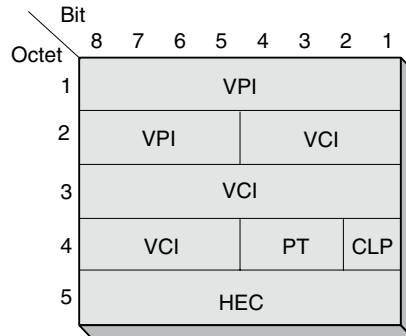 Bit
Octet
8 7 6 5 4 3 2 1
1 VPI
2 VPI VCI
3 VCI
4 VCI PT CLP
5 HEC